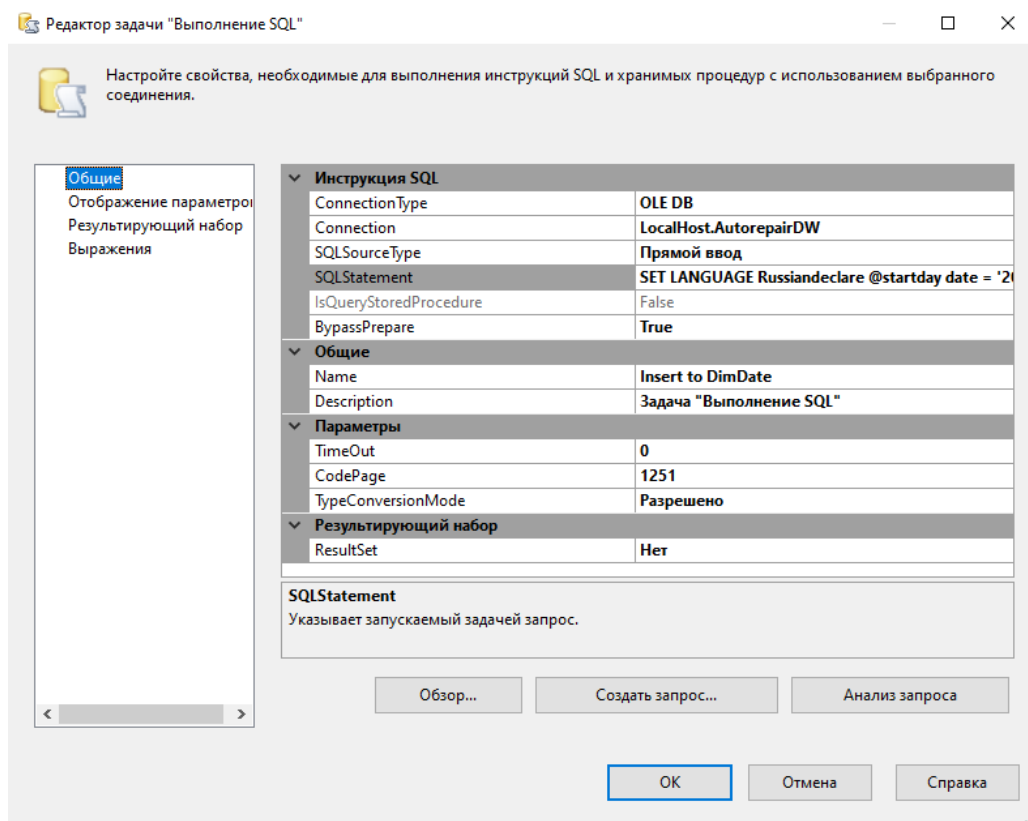 Редактор задачи "Выполнение SQL"
Настройте свойства, необходимые для выполнения инструкций SQL и хранимых процедур с использованием выбранного
соединения.
Общие
Отображение параметро
Результирующий набор
Выражения
Инструкция SQL
ConnectionType OLE DB
Connection LocalHost.AutorepairDW
SQLSourceType Прямой ввод
SQLStatement SET LANGUAGE Russiandeclare @startday date = '20
IsQueryStoredProcedure False
BypassPrepare True
Общие
Name Insert to DimDate
Description Задача "Выполнение SQL"
Параметры
TimeOut 0
CodePage 1251
TypeConversionMode Разрешено
Результирующий набор
ResultSet Нет
SQLStatement
Указывает запускаемый задачей запрос.
Обзор... Создать запрос... Анализ запроса
ОК Отмена Справка